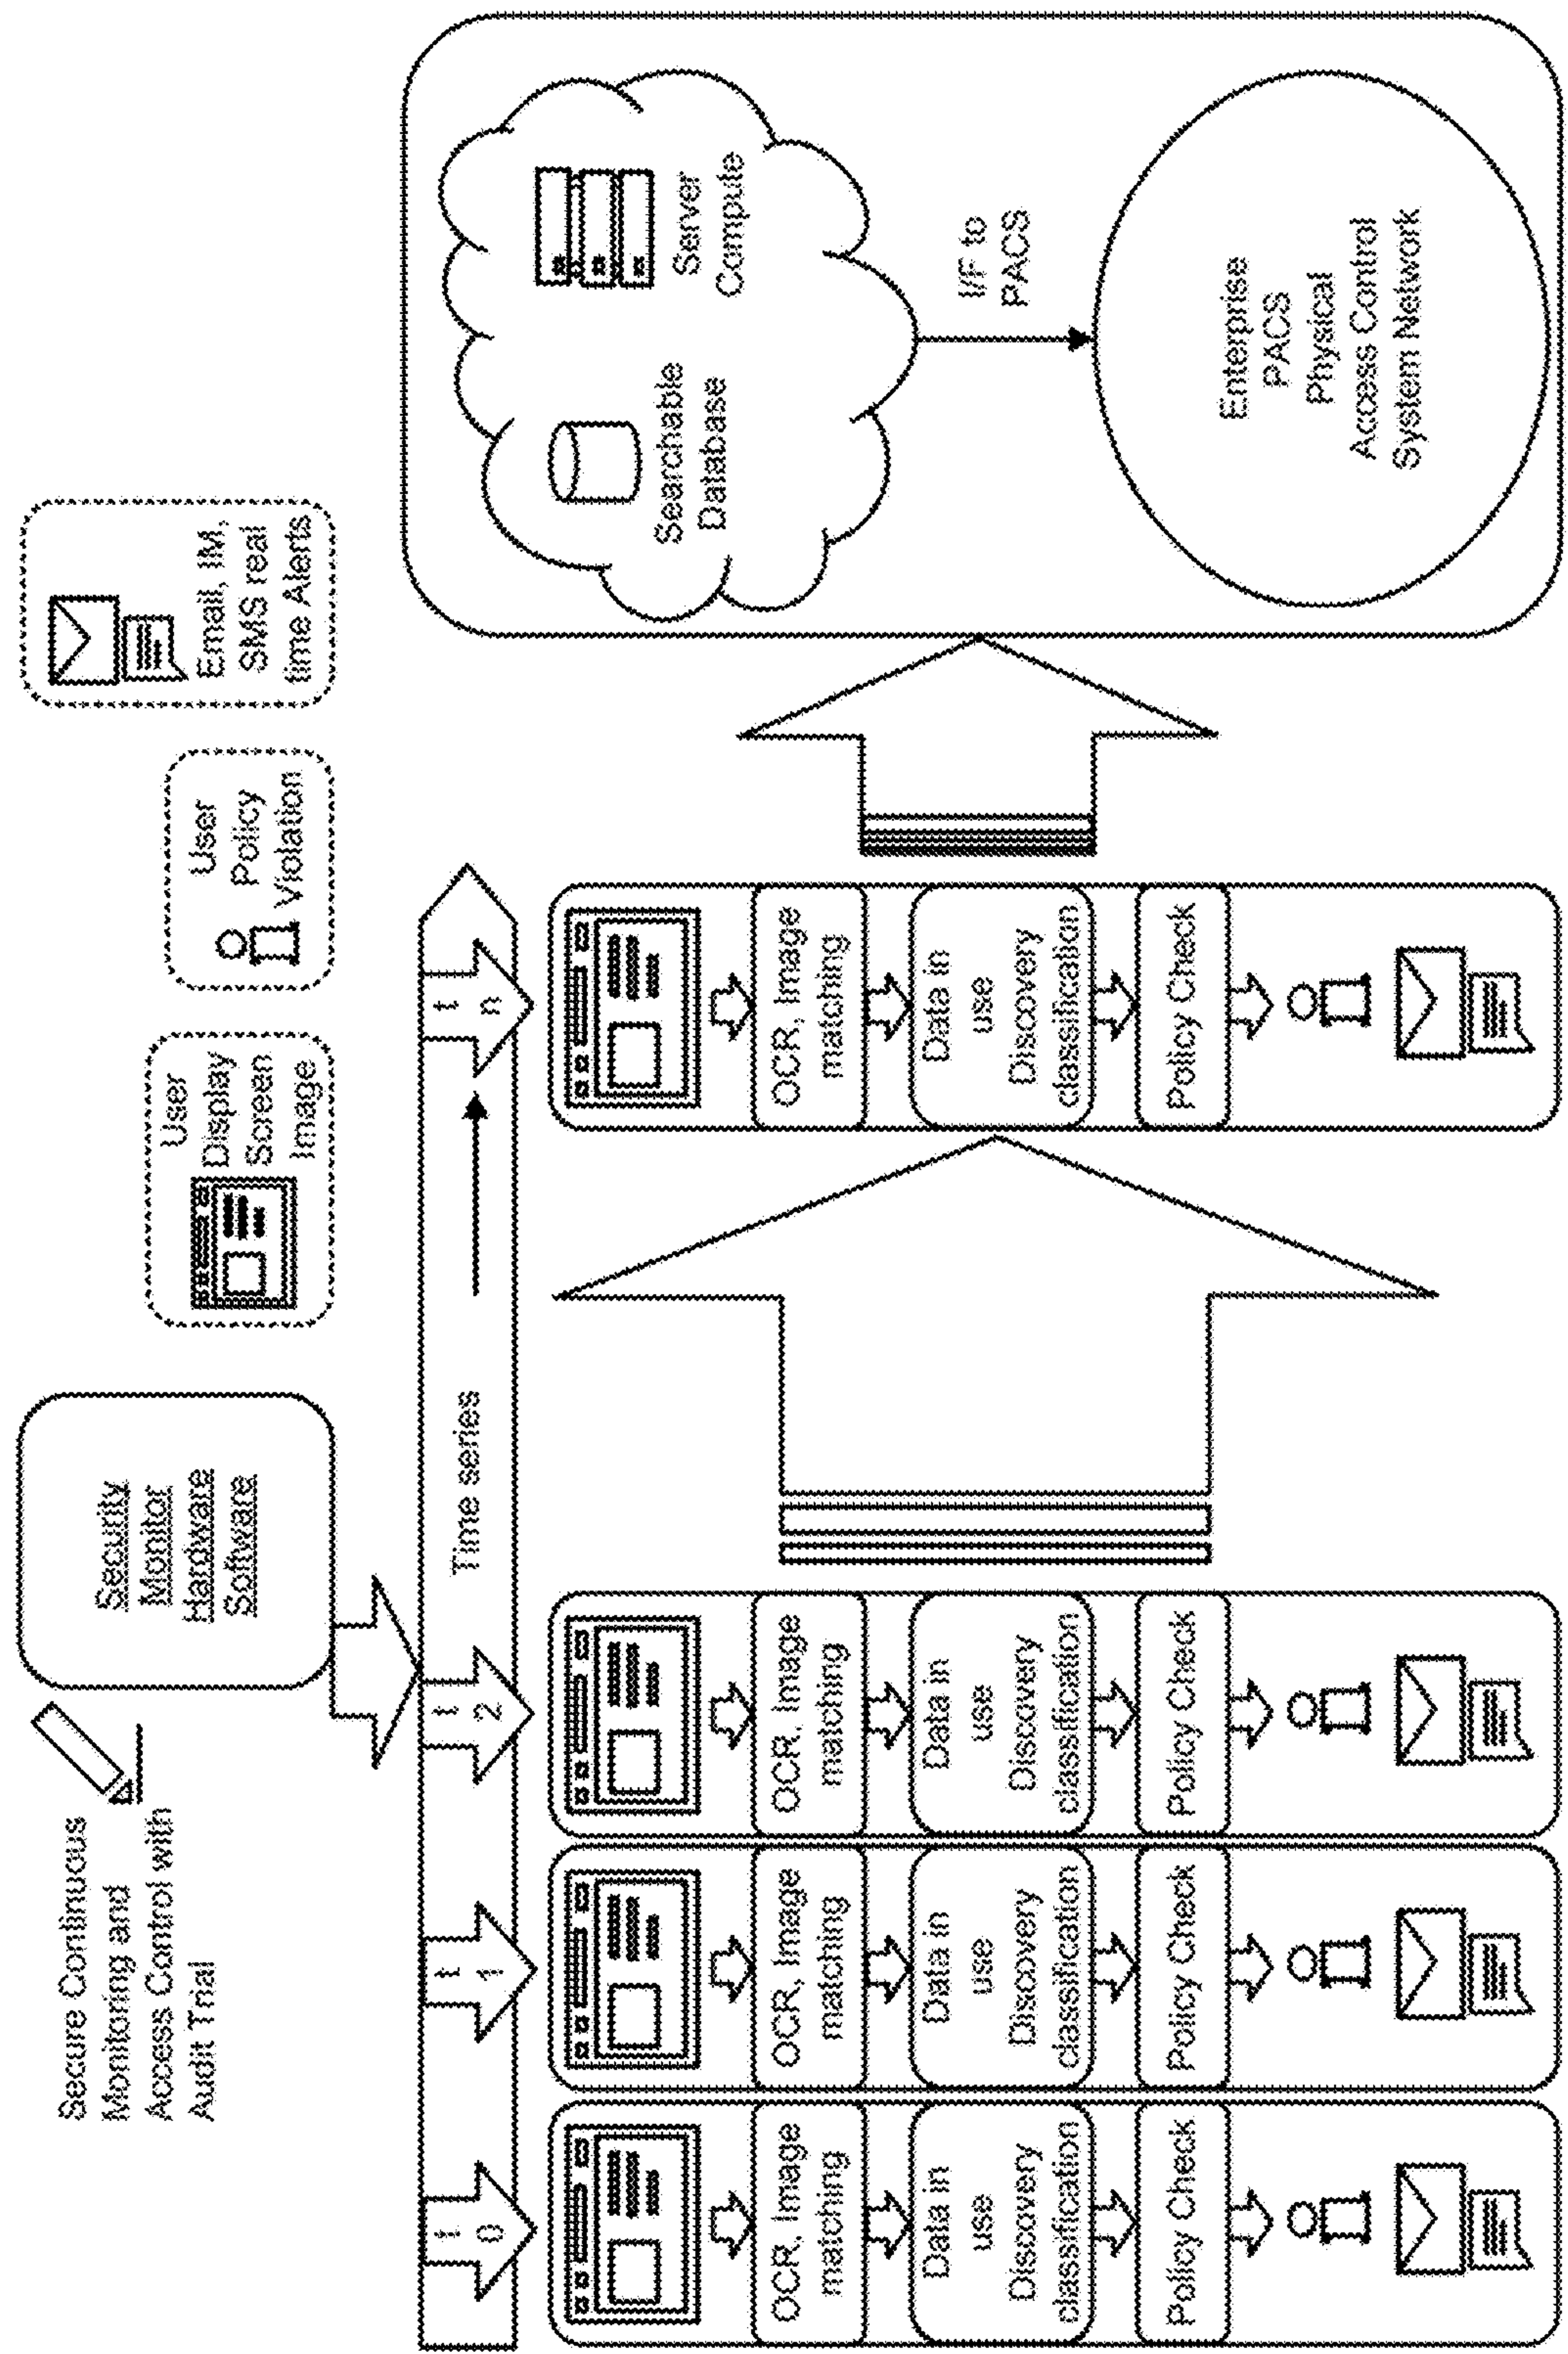 Secure Continuous
Monitoring and
Access Control with
Audit Trial
Security
Monitor
Hardware
Software
User
Display
Screen
Image
User
Policy
Violation
Email, IM,
SMS real
time Alerts
t
0
t
1
t
2
Time series
t
n
OCR, Image
matching
Data in
use
Discovery
classification
Policy Check
OCR, Image
matching
Data in
use
Discovery
classification
Policy Check
OCR, Image
matching
Data in
use
Discovery
classification
Policy Check
OCR, Image
matching
Data in
use
Discovery
classification
Policy Check
Searchable
Database
Server
Compute
I/F to
PACS
Enterprise
PACS
Physical
Access Control
System Network